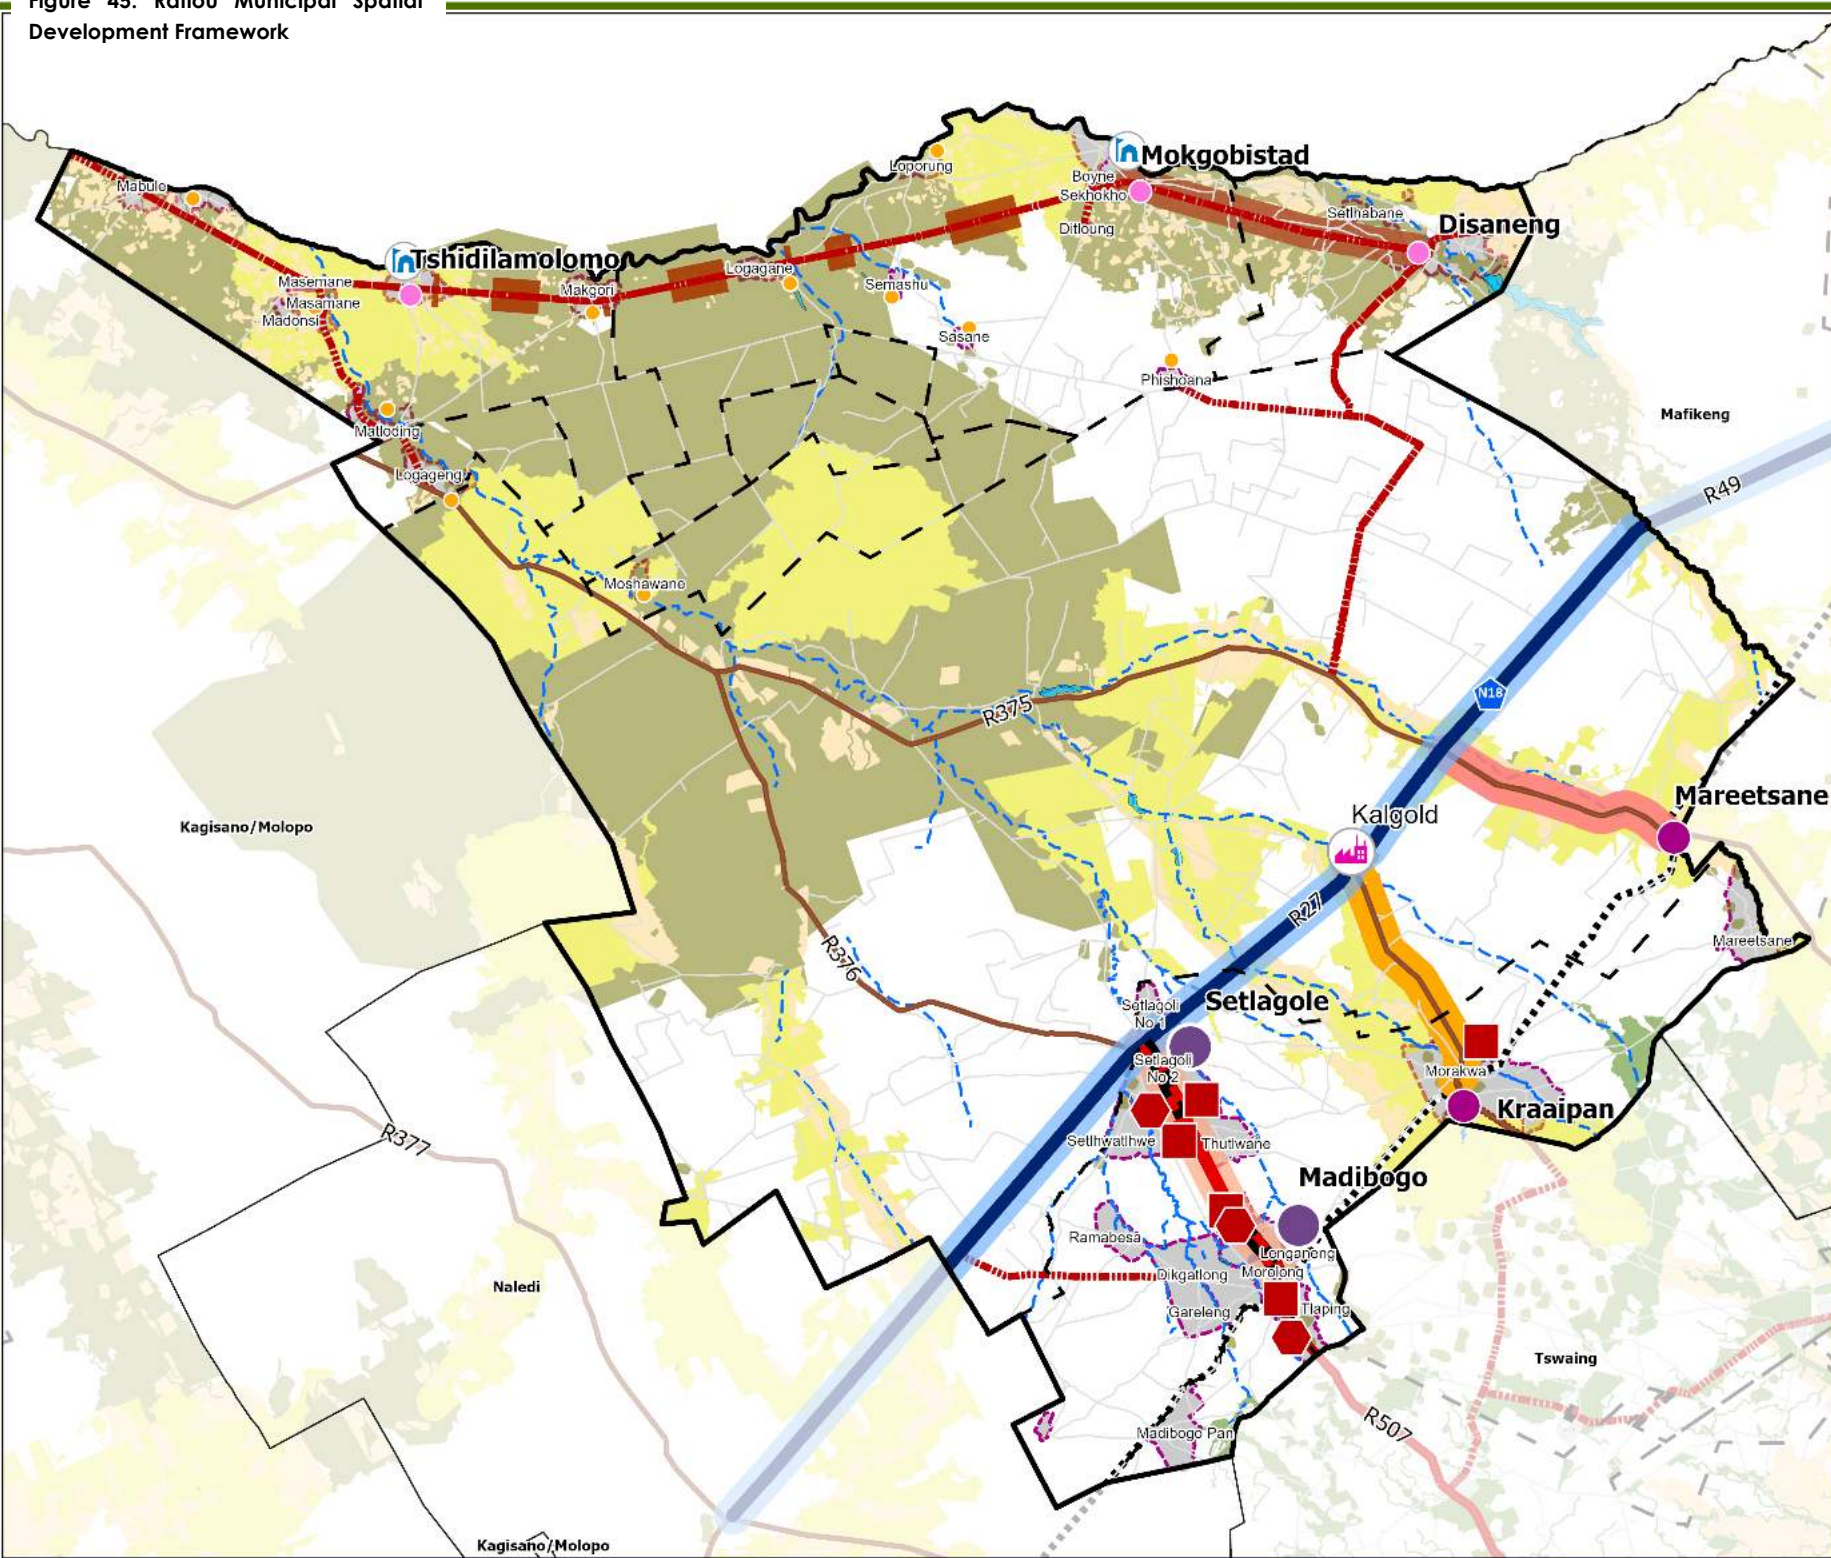 Figure 45: Ratlou Municipal Spatial
Development Framework
Mokgobistad
Loporung
Boyne
Sekhokho
Mabule
Setlhabane
Disaneng
Ditloung
Tshidilamolomo
Logagane
Masemane
Makgori
Semashu
Masamane
Madonsi
Sasane
Phishoana
Mafikeng
Matloding
Logageng
R49
Moshawane
N18
R375
Mareetsane
Kalgold
Kagisano/Molopo
R27
Mareetsane
R376
Setlagoli
No 1
Setlagole
Setlagoli
No 2
Morakwa
Kraaipan
R377
Setlhwatlhwe
Thutlwane
Madibogo
Ramabesa
Lenganeng
Dikgatlong
Morolong
Naledi
Gareleng
Tlaping
Tswaing
Madibogo Pan
R507
Kagisano/Molopo